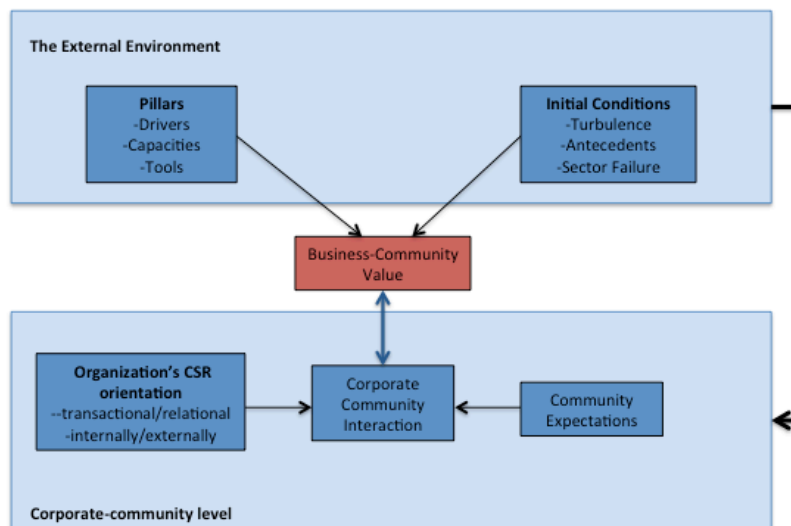 The External Environment
Pillars
-Drivers
-Capacities
-Tools
Initial Conditions
-Turbulence
-Antecedents
-Sector Failure
Business-Community
Value
Organization's CSR
orientation
--transactional/relational
-internally/externally
Corporate
Community
Interaction
Community
Expectations
Corporate-community level